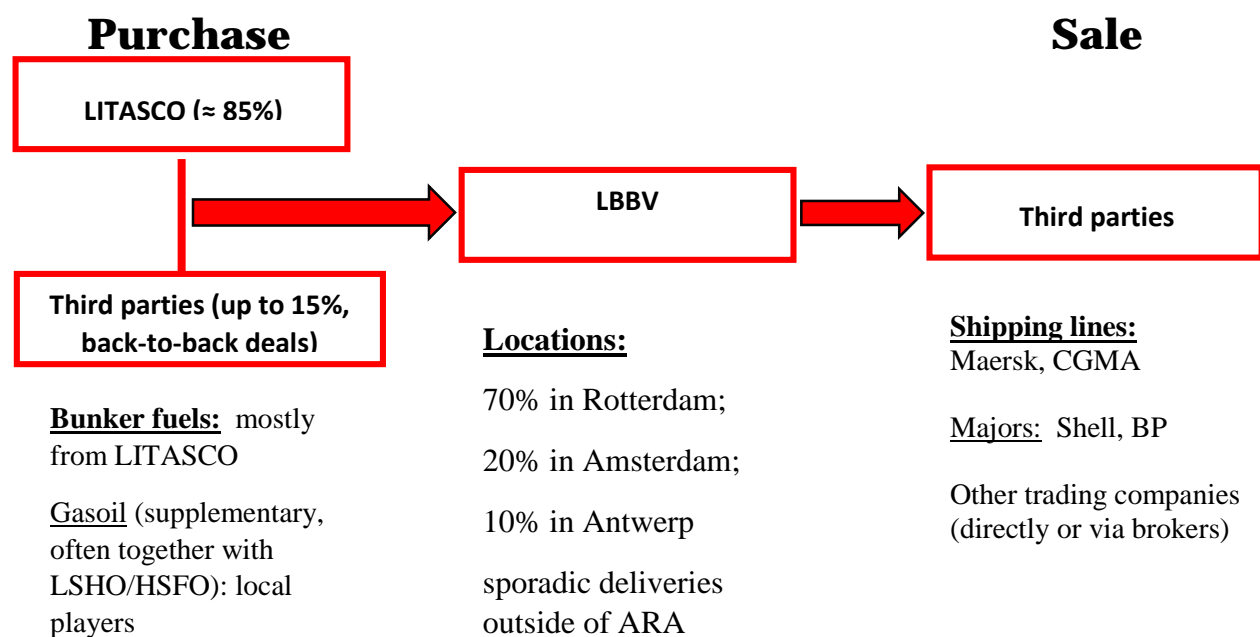 Purchase
Sale
LITASCO (≈ 85%)
LBBV
Third parties
Third parties (up to 15%,
back-to-back deals)
Bunker fuels: mostly
from LITASCO
Gasoil (supplementary,
often together with
LSHO/HSFO): local
players
Locations:
70% in Rotterdam;
20% in Amsterdam;
10% in Antwerp
sporadic deliveries
outside of ARA
Shipping lines:
Maersk, CGMA
Majors: Shell, BP
Other trading companies
(directly or via brokers)